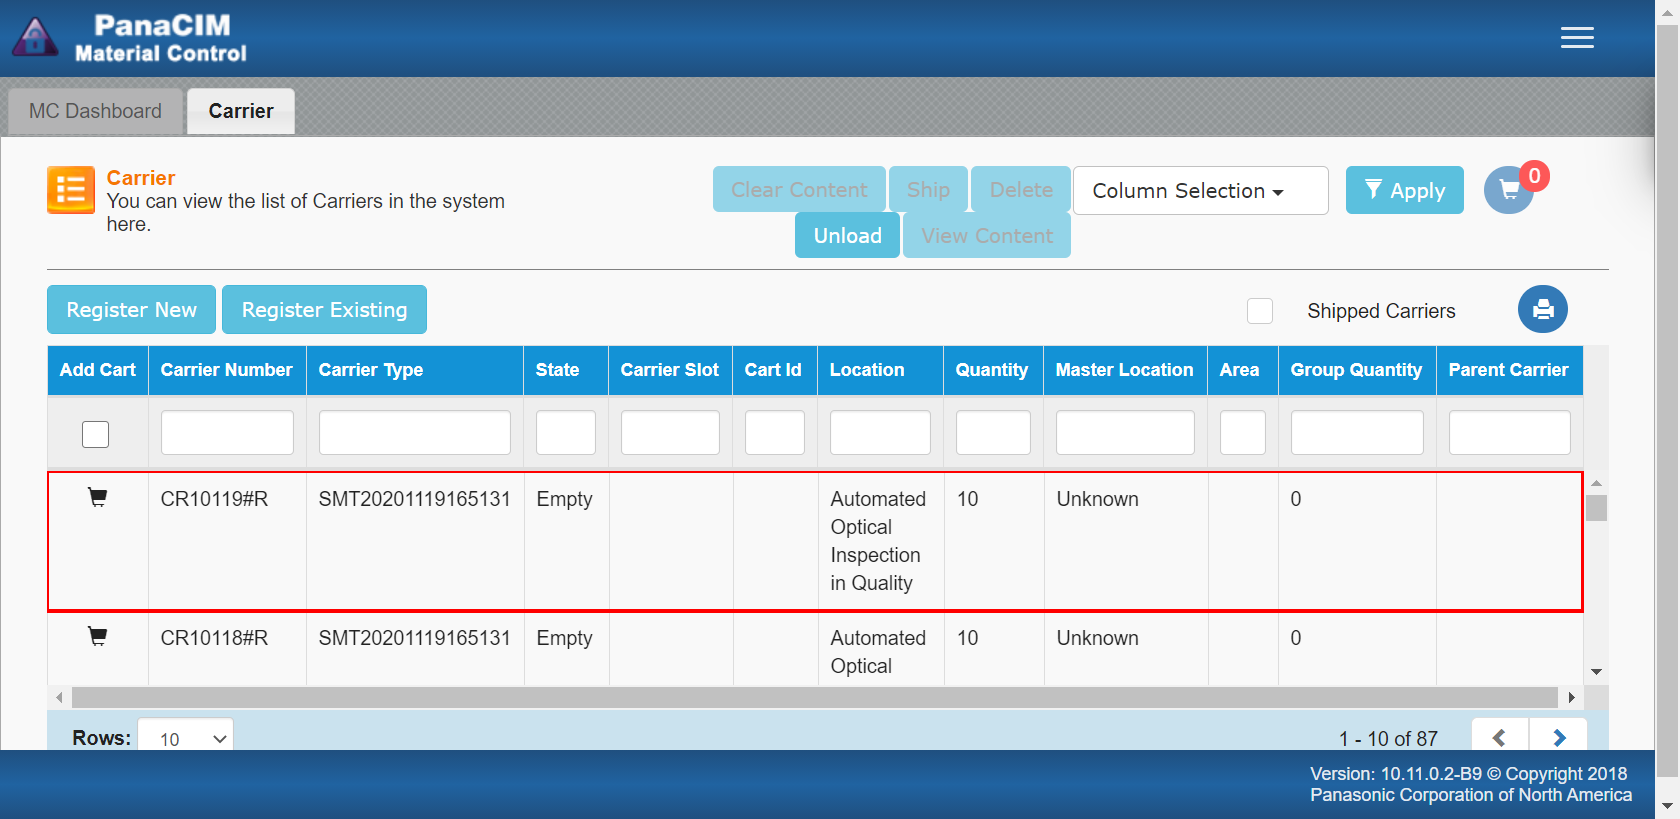 PanaCIM
Material Control
MC Dashboard
Carrier
Carrier
You can view the list of Carriers in the system
here.
Clear Content
Ship
Delete
Column Selection
Apply
0
Unload
View Content
Register New
Register Existing
Shipped Carriers
Add Cart Carrier Number Carrier Type State Carrier Slot Cart Id Location Quantity Master Location Area Group Quantity Parent Carrier
CR10119#R SMT20201119165131 Empty Automated 10 Unknown 0
Optical
Inspection
in Quality
CR10118#R SMT20201119165131 Empty Automated 10 Unknown 0
Optical
Rows: 10 1 - 10 of 87
Version: 10.11.0.2-B9 © Copyright 2018
Panasonic Corporation of North America